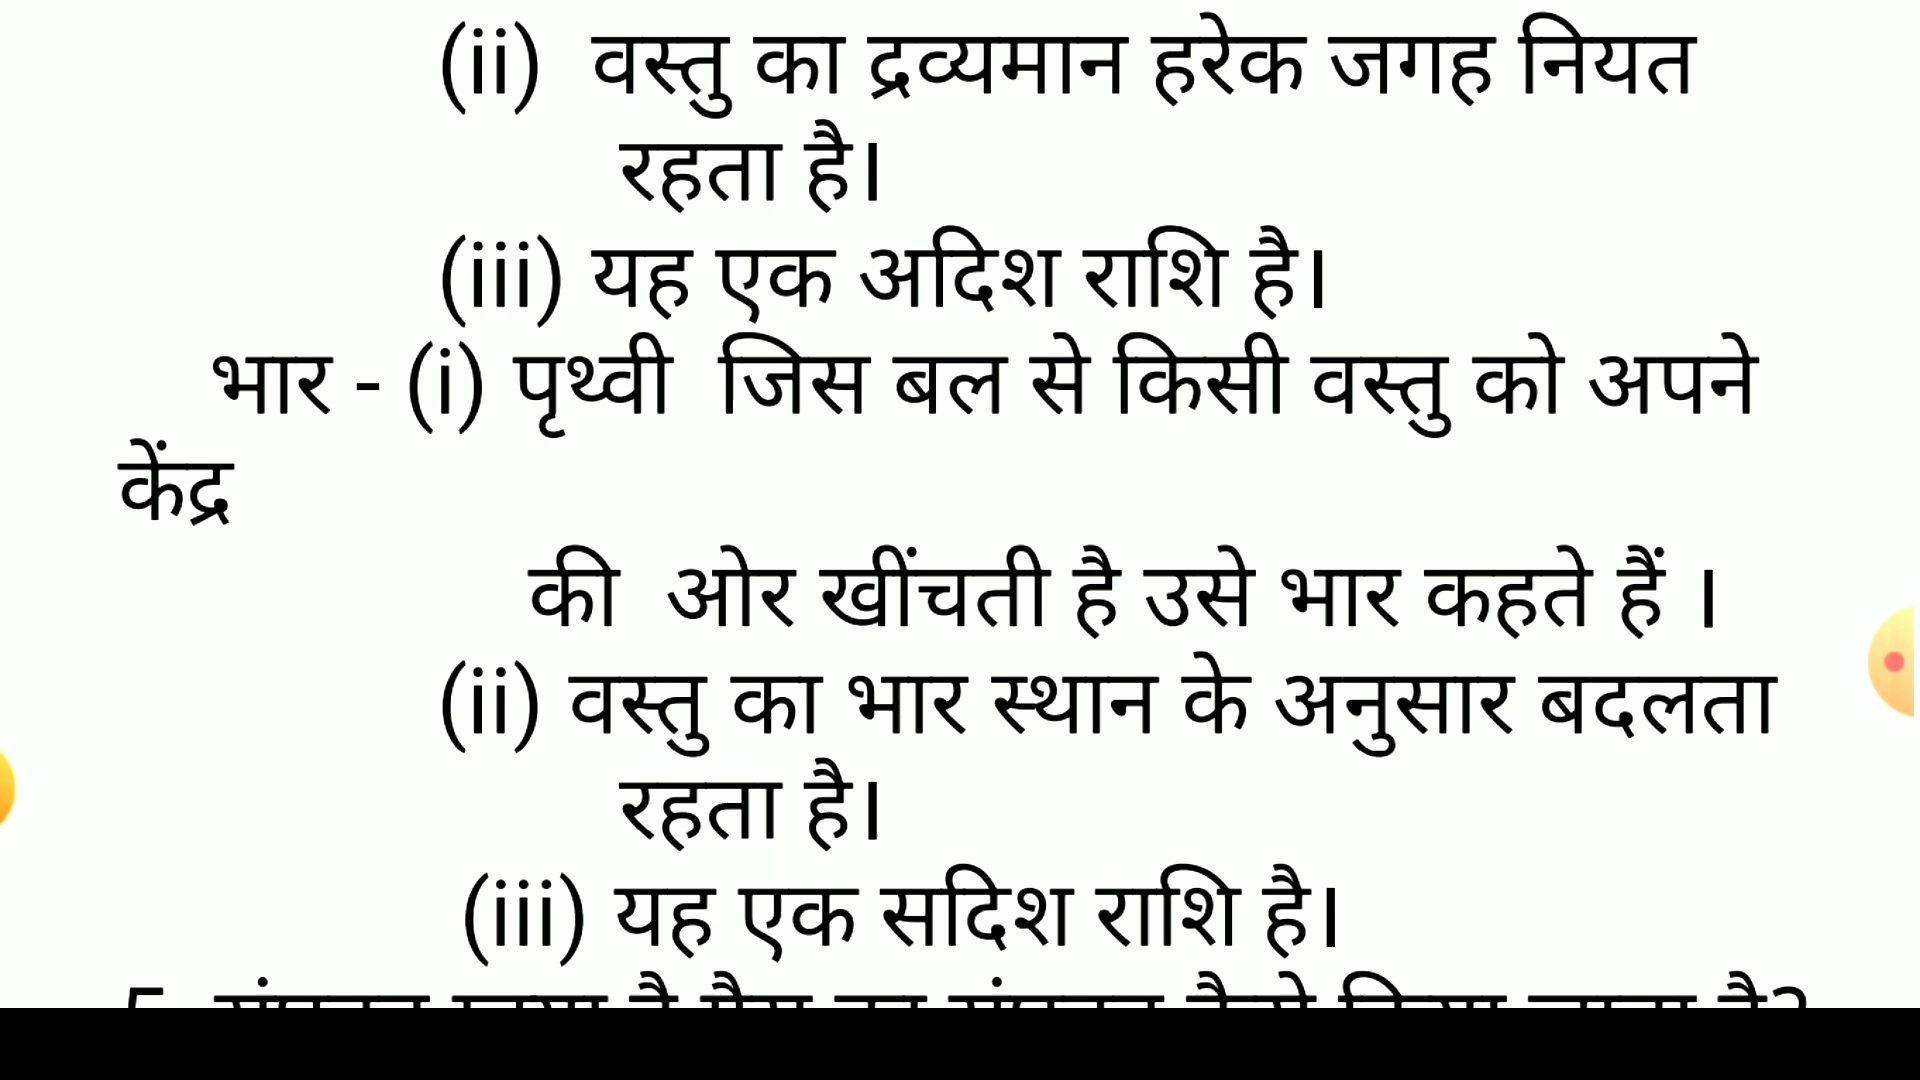 (ii) वस्तु का द्रव्यमान हरेक जगह नियत
रहता है।
(iii) यह एक अदिश राशि है।
भार - (i) पृथ्वी जिस बल से किसी वस्तु को अपने
केंद्र
की ओर खींचती है उसे भार कहते हैं ।
(ii) वस्तु का भार स्थान के अनुसार बदलता
रहता है।
(iii) यह एक सदिश राशि है।